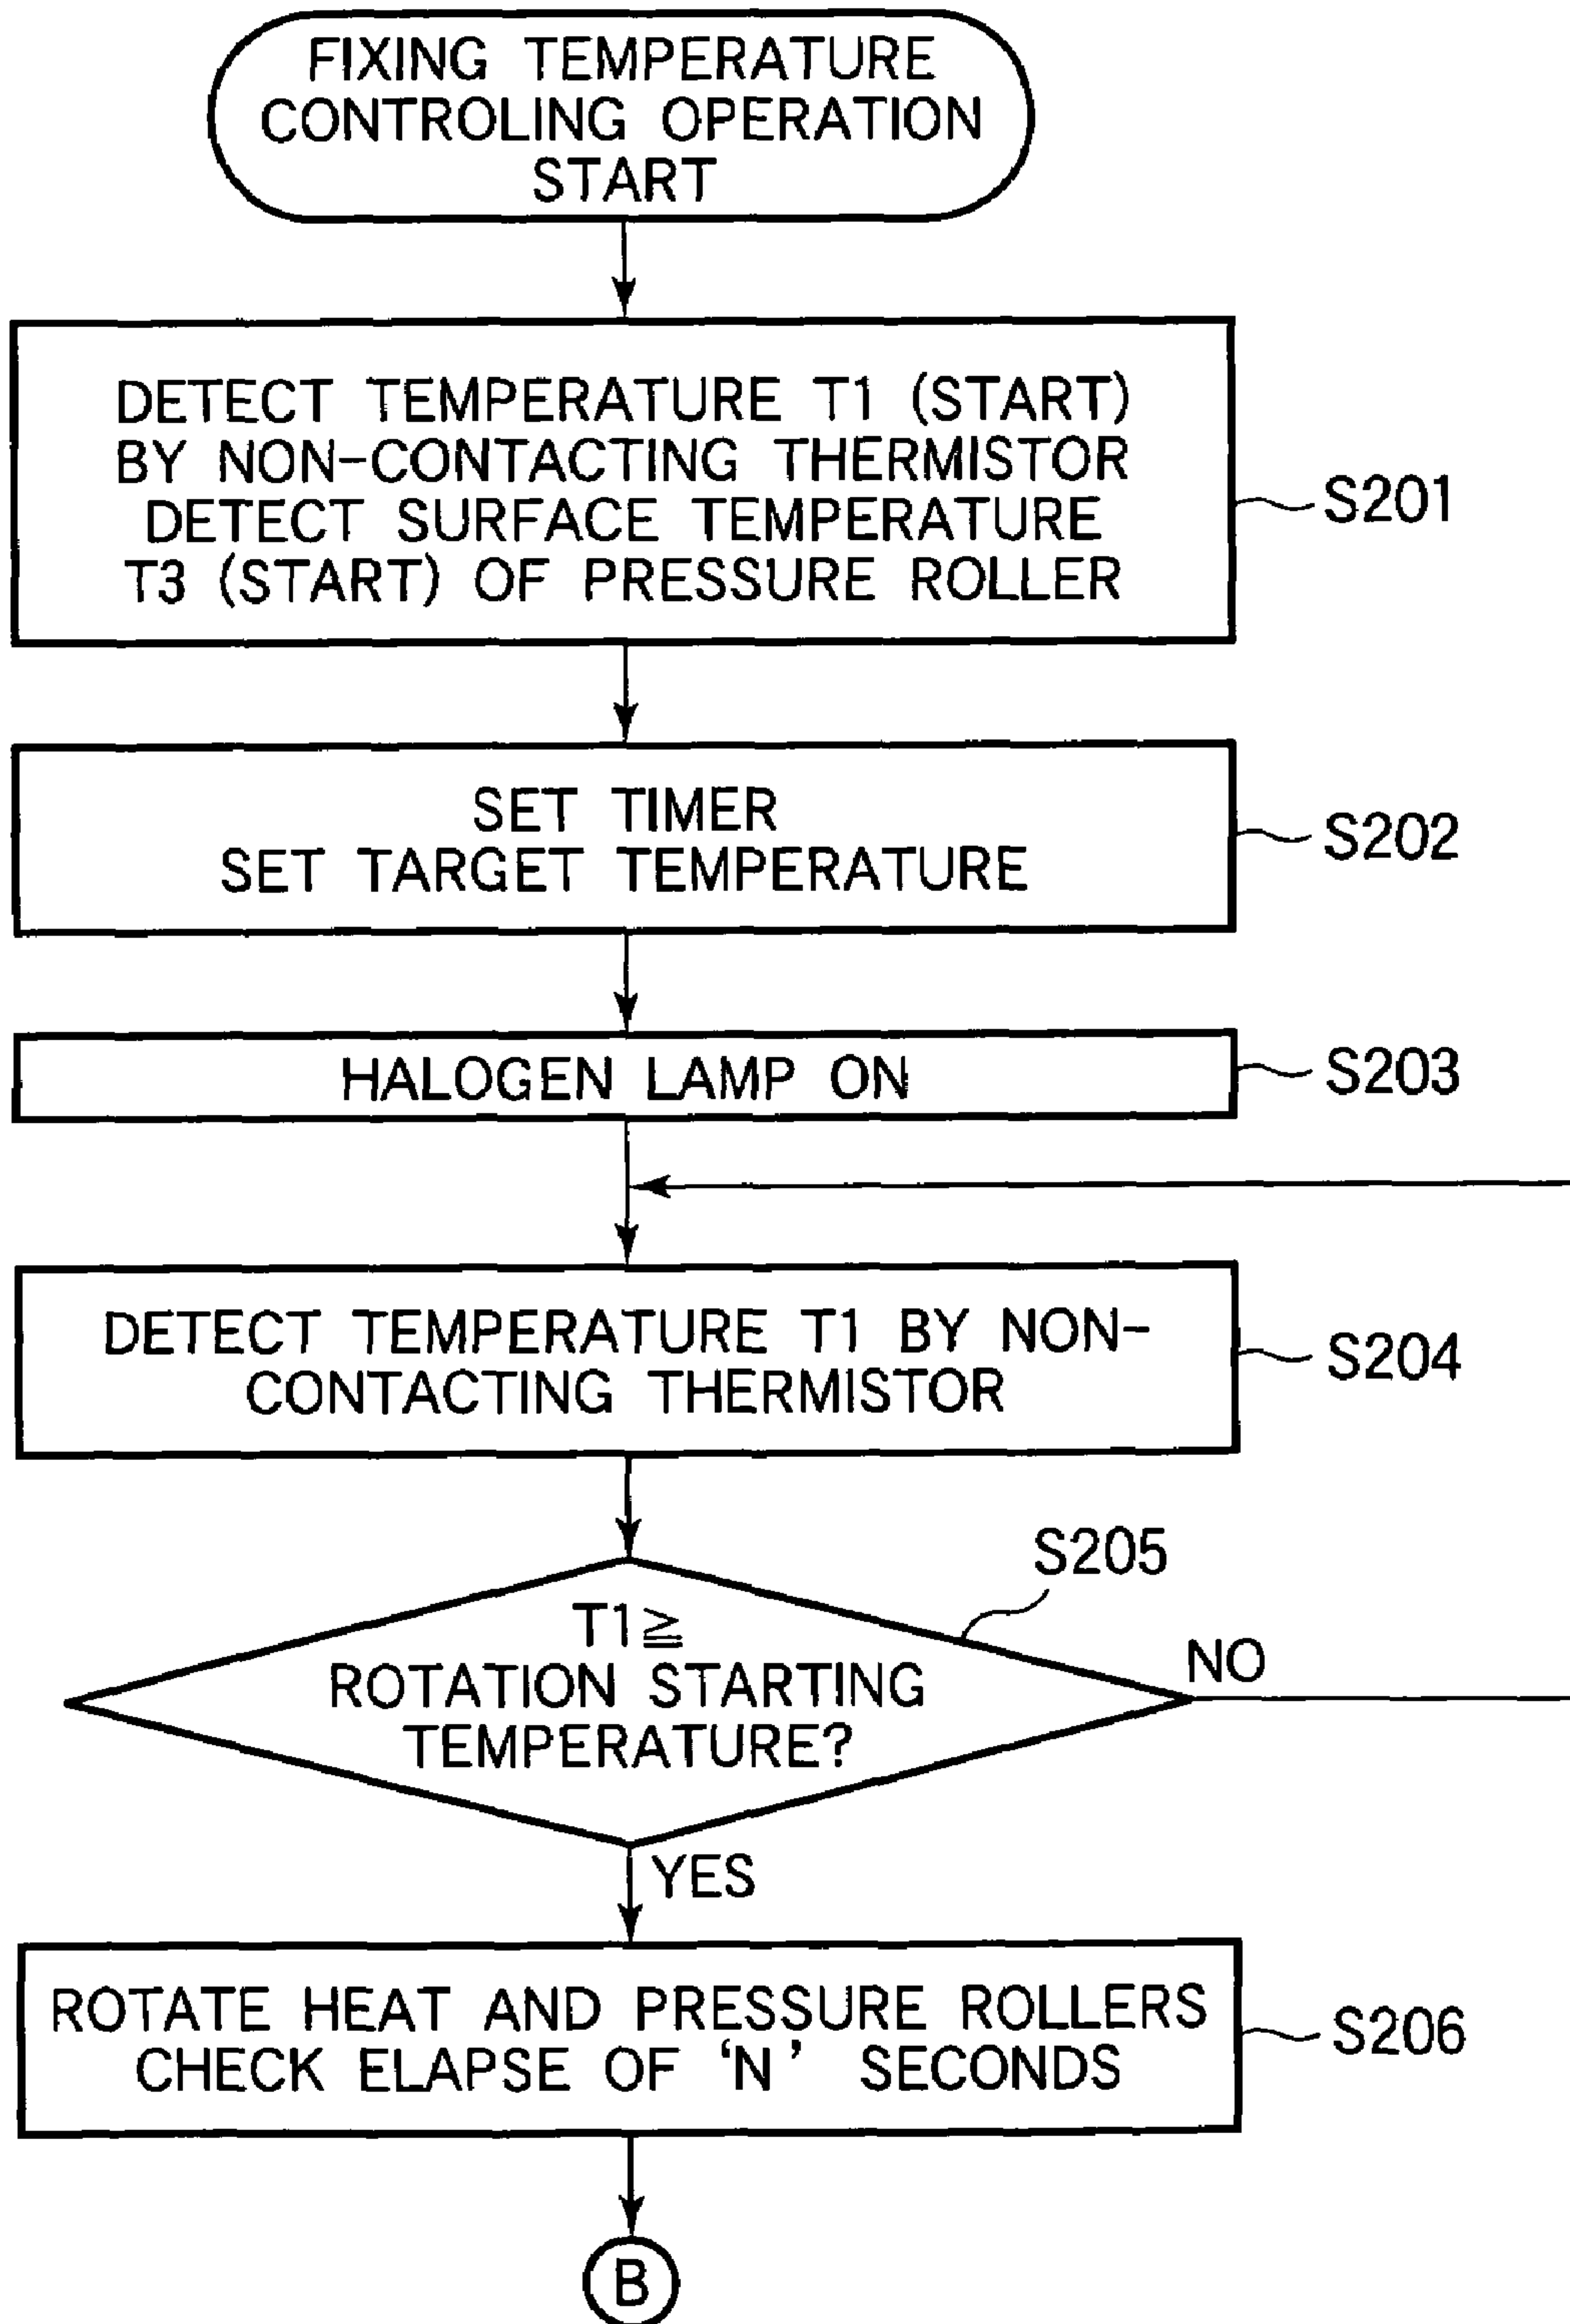 FIXING TEMPERATURE
CONTROLING OPERATION
START
DETECT TEMPERATURE T1 (START)
BY NON-CONTACTING THERMISTOR
DETECT SURFACE TEMPERATURE
T3 (START) OF PRESSURE ROLLER
S201
SET TIMER
SET TARGET TEMPERATURE
S202
HALOGEN LAMP ON
S203
DETECT TEMPERATURE T1 BY NON-
CONTACTING THERMISTOR
S204
S205
T1≧
ROTATION STARTING
TEMPERATURE?
NO
YES
ROTATE HEAT AND PRESSURE ROLLERS
CHECK ELAPSE OF ‘N’ SECONDS
S206
B